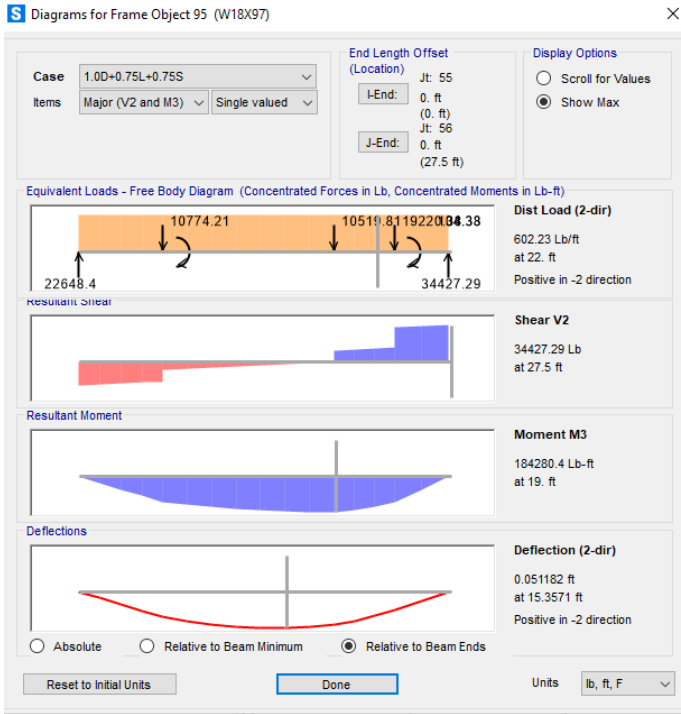 S Diagrams for Frame Object 95 (W18X97)
Case 1.0D+0.75L+0.75S
Items Major (V2 and M3) Single valued
End Length Offset
(Location)
Jt: 55
I-End: 0. ft
(0. ft)
Jt: 56
J-End: 0. ft
(27.5 ft)
Display Options
Scroll for Values
Show Max
Equivalent Loads - Free Body Diagram (Concentrated Forces in Lb, Concentrated Moments in Lb-ft)
10774.21 10519.81
22648.4 34427.29
Dist Load (2-dir)
602.23 Lb/ft
at 22. ft
Positive in -2 direction
Resultant Shear
Shear V2
34427.29 Lb
at 27.5 ft
Resultant Moment
Moment M3
184280.4 Lb-ft
at 19. ft
Deflections
Deflection (2-dir)
0.051182 ft
at 15.3571 ft
Positive in -2 direction
Absolute Relative to Beam Minimum Relative to Beam Ends
Reset to Initial Units Done Units lb, ft, F